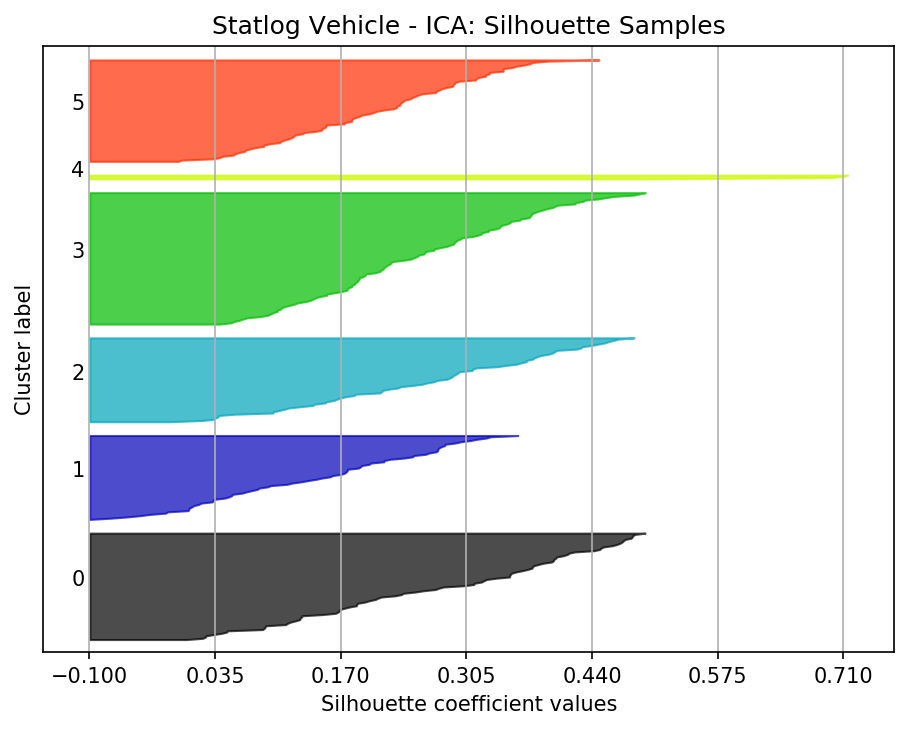 Statlog Vehicle - ICA: Silhouette Samples
5
4
3
2
1
0
Cluster label
−0.100 0.035 0.170 0.305 0.440 0.575 0.710
Silhouette coefficient values